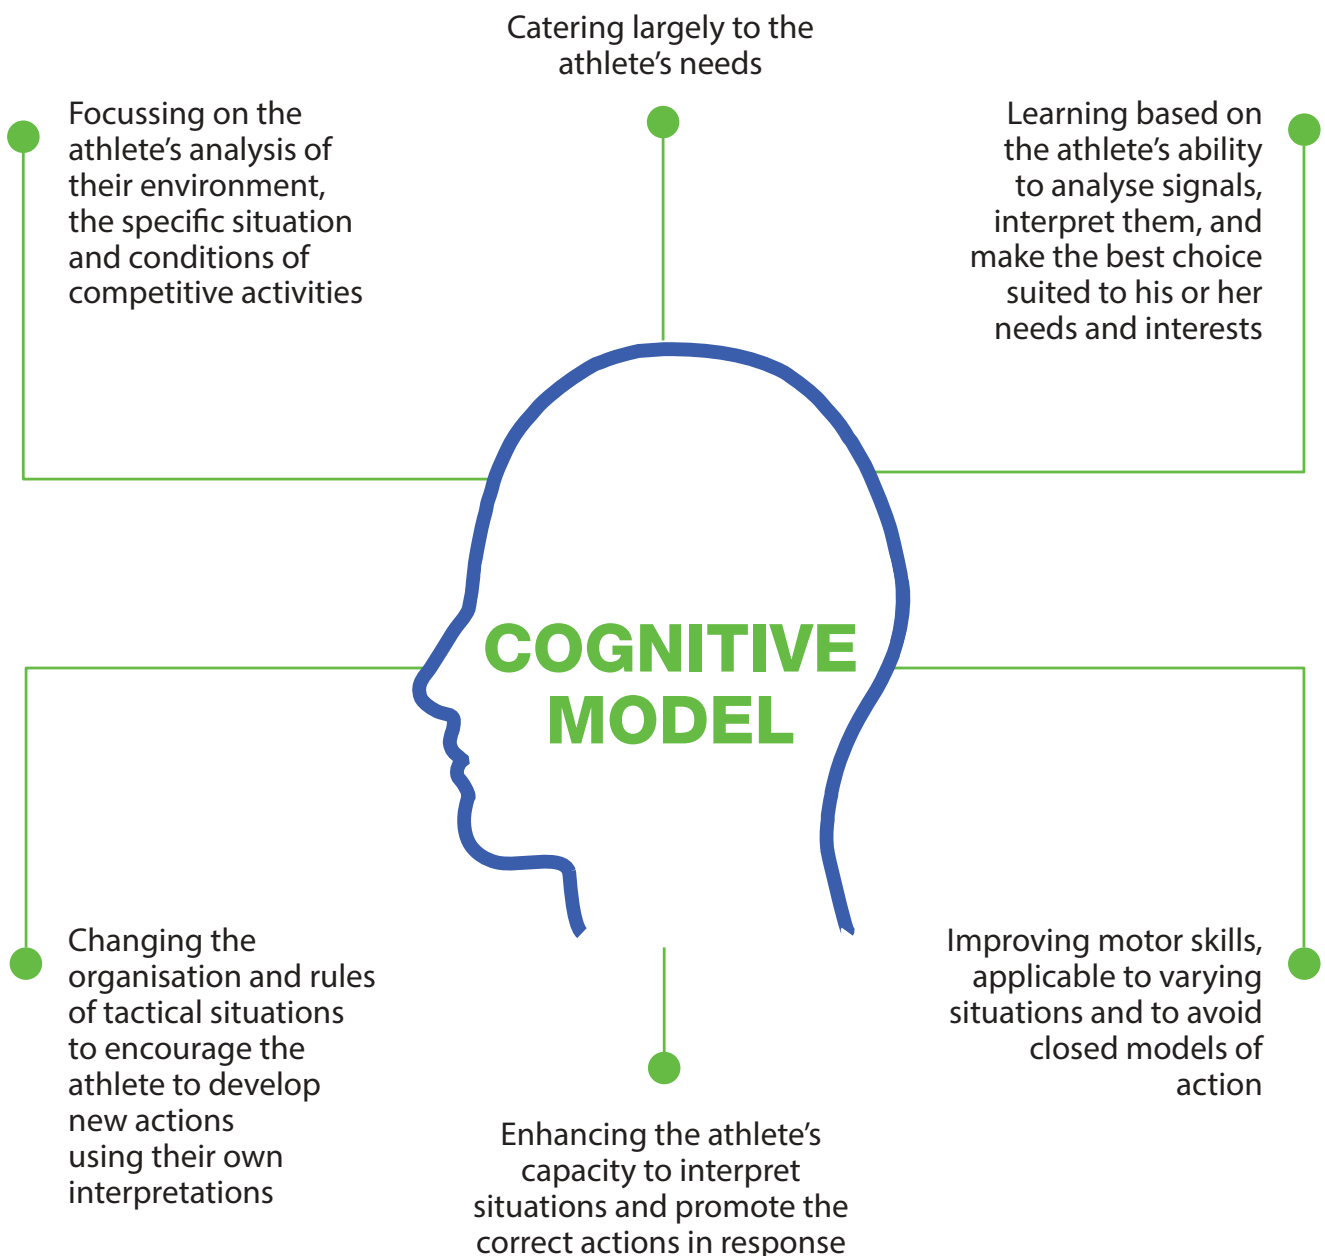 Catering largely to the
athlete’s needs
Focussing on the
athlete’s analysis of
their environment,
the specific situation
and conditions of
competitive activities
Learning based on
the athlete’s ability
to analyse signals,
interpret them, and
make the best choice
suited to his or her
needs and interests
COGNITIVE
MODEL
Changing the
organisation and rules
of tactical situations
to encourage the
athlete to develop
new actions
using their own
interpretations
Improving motor skills,
applicable to varying
situations and to avoid
closed models of
action
Enhancing the athlete’s
capacity to interpret
situations and promote the
correct actions in response